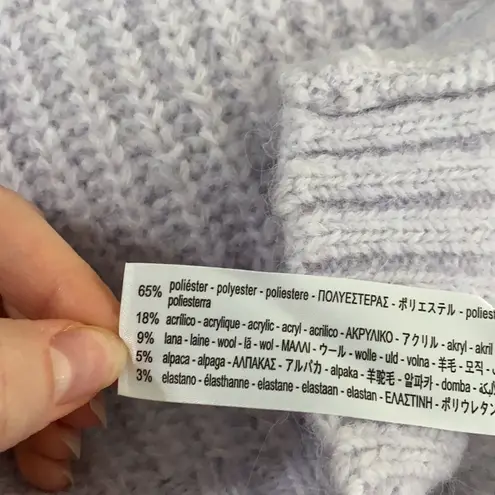 65% poliéster - polyester - poliestere - ΠΟΛΥΕΣΤΕΡΑΣ - ポリエステル - poliest
poliesterra
18% acrílico - acrylique - acrylic - acryl - acrilico - ΑΚΡΥΛΙΚΟ - アクリル - akryl - akril
9% lana - laine - wool - lã - wol - ΜΑΛΛΙ - ウール - wolle - uld - volna - 羊毛 - 모직 -
5% alpaca - alpaga - ΑΛΠΑΚΑΣ - アルパカ - alpaka - 羊驼毛 - 알파카 - domba -
3% elastano - élasthanne - elastane - elastaan - elastan - ΕΛΑΣΤΙΝΗ - ポリウレタン